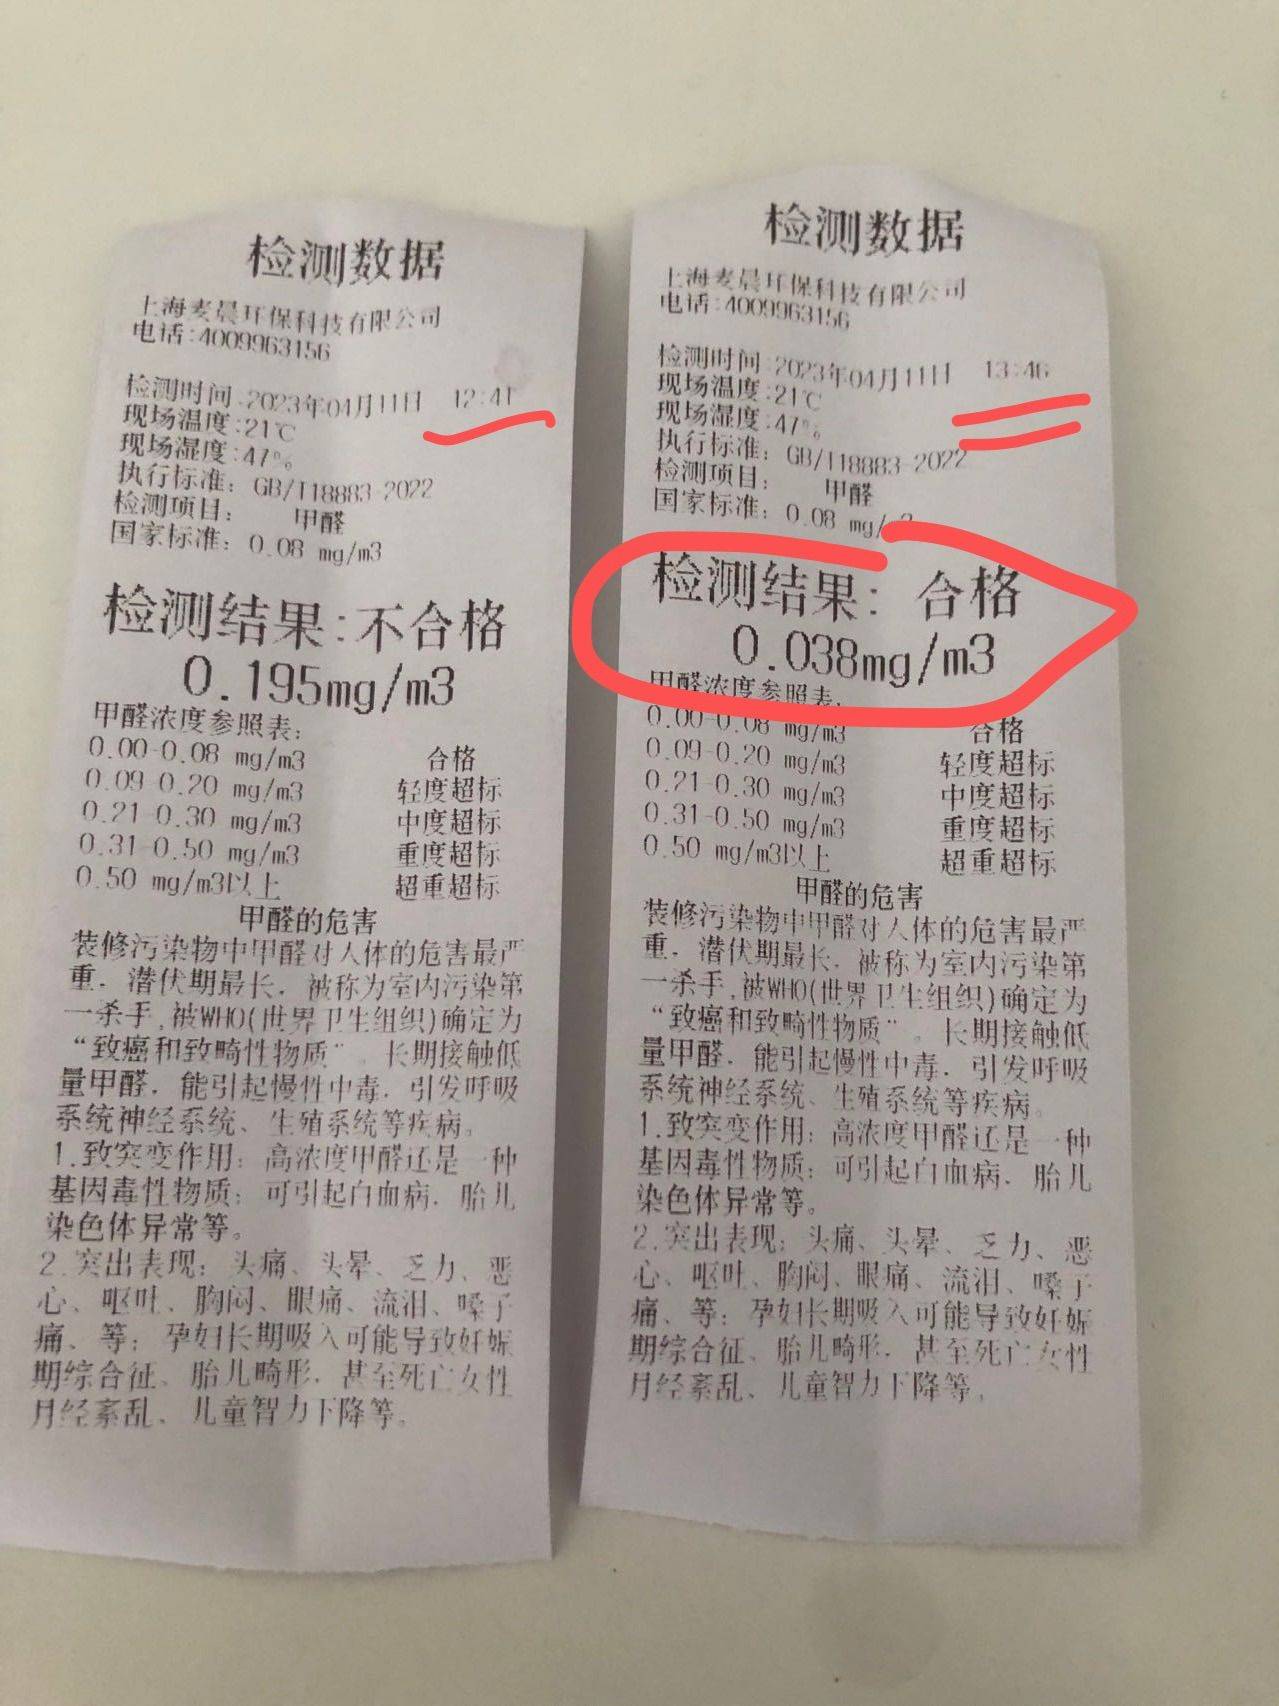 检测数据
上海麦晨环保科技有限公司
电话:4009963156
检测时间:2023年04月11日 12:41
现场温度:21℃
现场湿度:47%
执行标准: GB/T18883-2022
检测项目: 甲醛
国家标准: 0.08 mg/m3
检测结果:不合格
0.195mg/m3
甲醛浓度参照表:
0.00-0.08 mg/m3 合格
0.09-0.20 mg/m3 轻度超标
0.21-0.30 mg/m3 中度超标
0.31-0.50 mg/m3 重度超标
0.50 mg/m3以上 超重超标
甲醛的危害
装修污染物中甲醛对人体的危害最严
重，潜伏期最长，被称为室内污染第
一杀手,被WHO(世界卫生组织)确定为
“致癌和致畸性物质”。长期接触低
量甲醛，能引起慢性中毒，引发呼吸
系统神经系统、生殖系统等疾病。
1.致突变作用：高浓度甲醛还是一种
基因毒性物质；可引起白血病，胎儿
染色体异常等。
2.突出表现：头痛、头晕、乏力、恶
心、呕吐、胸闷、眼痛、流泪、嗓子
痛、等；孕妇长期吸入可能导致妊娠
期综合征、胎儿畸形，甚至死亡女性
月经紊乱、儿童智力下降等。
检测数据
上海麦晨环保科技有限公司
电话:4009963156
检测时间:2023年04月11日 13:46
现场温度:21℃
现场湿度:47%
执行标准: GB/T18883-2022
检测项目: 甲醛
国家标准: 0.08 mg/m3
检测结果: 合格
0.038mg/m3
甲醛浓度参照表:
0.00-0.08 mg/m3 合格
0.09-0.20 mg/m3 轻度超标
0.21-0.30 mg/m3 中度超标
0.31-0.50 mg/m3 重度超标
0.50 mg/m3以上 超重超标
甲醛的危害
装修污染物中甲醛对人体的危害最严
重，潜伏期最长，被称为室内污染第
一杀手,被WHO(世界卫生组织)确定为
“致癌和致畸性物质”。长期接触低
量甲醛，能引起慢性中毒，引发呼吸
系统神经系统、生殖系统等疾病。
1.致突变作用：高浓度甲醛还是一种
基因毒性物质；可引起白血病，胎儿
染色体异常等。
2.突出表现：头痛、头晕、乏力、恶
心、呕吐、胸闷、眼痛、流泪、嗓子
痛、等；孕妇长期吸入可能导致妊娠
期综合征、胎儿畸形，甚至死亡女性
月经紊乱、儿童智力下降等。